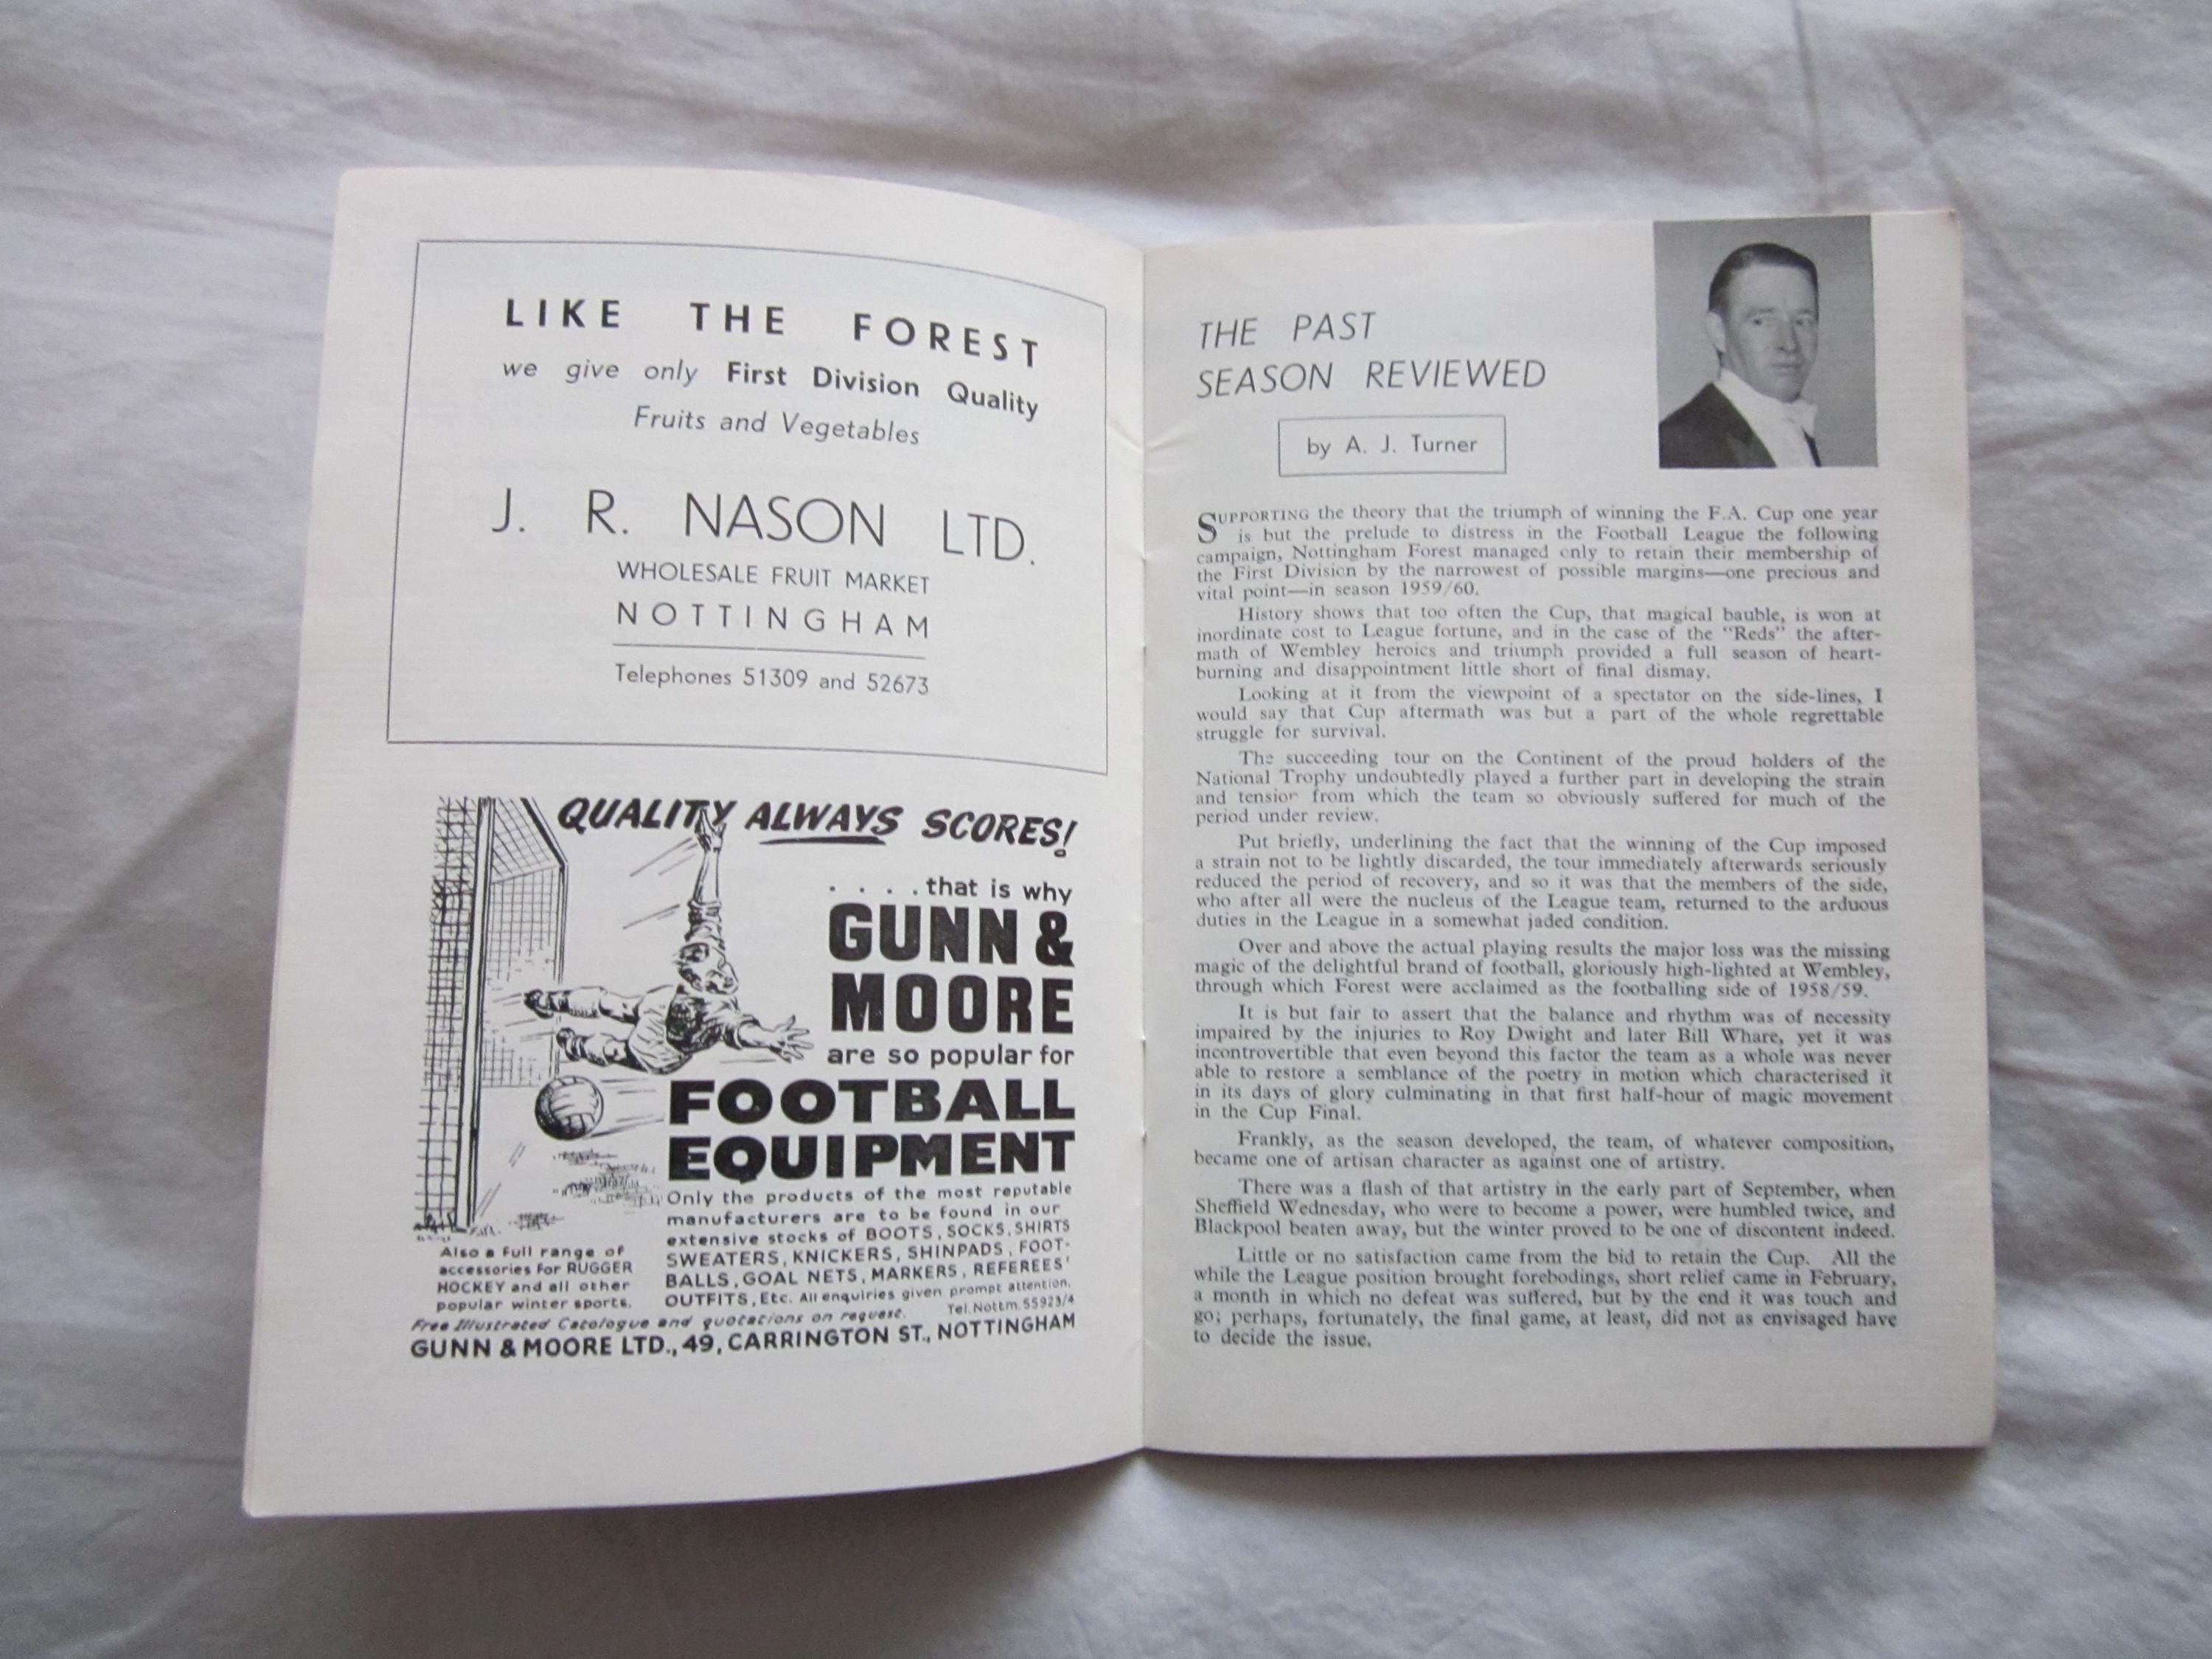 LIKE THE FOREST
we give only First Division Quality
Fruits and Vegetables
J. R. NASON LTD.
WHOLESALE FRUIT MARKET
NOTTINGHAM
Telephones 51309 and 52673
QUALITY ALWAYS SCORES!
. . . . that is why
GUNN &
MOORE
are so popular for
FOOTBALL
EQUIPMENT
Only the products of the most reputable
manufacturers are to be found in our
extensive stocks of BOOTS, SOCKS, SHIRTS
SWEATERS, KNICKERS, SHINPADS, FOOT-
BALLS, GOAL NETS, MARKERS, REFEREES'
OUTFITS, Etc. All enquiries given prompt attention.
Tel. Nottm. 55923/4
Also a full range of
accessories for RUGGER
HOCKEY and all other
popular winter sports.
Free Illustrated Catalogue and quotations on request.
GUNN & MOORE LTD., 49, CARRINGTON ST., NOTTINGHAM
THE PAST
SEASON REVIEWED
by A. J. Turner
SUPPORTING the theory that the triumph of winning the F.A. Cup one year
is but the prelude to distress in the Football League the following
campaign, Nottingham Forest managed only to retain their membership of
the First Division by the narrowest of possible margins—one precious and
vital point—in season 1959/60.
History shows that too often the Cup, that magical bauble, is won at
inordinate cost to League fortune, and in the case of the "Reds" the after-
math of Wembley heroics and triumph provided a full season of heart-
burning and disappointment little short of final dismay.
Looking at it from the viewpoint of a spectator on the side-lines, I
would say that Cup aftermath was but a part of the whole regrettable
struggle for survival.
The succeeding tour on the Continent of the proud holders of the
National Trophy undoubtedly played a further part in developing the strain
and tension from which the team so obviously suffered for much of the
period under review.
Put briefly, underlining the fact that the winning of the Cup imposed
a strain not to be lightly discarded, the tour immediately afterwards seriously
reduced the period of recovery, and so it was that the members of the side,
who after all were the nucleus of the League team, returned to the arduous
duties in the League in a somewhat jaded condition.
Over and above the actual playing results the major loss was the missing
magic of the delightful brand of football, gloriously high-lighted at Wembley,
through which Forest were acclaimed as the footballing side of 1958/59.
It is but fair to assert that the balance and rhythm was of necessity
impaired by the injuries to Roy Dwight and later Bill Whare, yet it was
incontrovertible that even beyond this factor the team as a whole was never
able to restore a semblance of the poetry in motion which characterised it
in its days of glory culminating in that first half-hour of magic movement
in the Cup Final.
Frankly, as the season developed, the team, of whatever composition,
became one of artisan character as against one of artistry.
There was a flash of that artistry in the early part of September, when
Sheffield Wednesday, who were to become a power, were humbled twice, and
Blackpool beaten away, but the winter proved to be one of discontent indeed.
Little or no satisfaction came from the bid to retain the Cup. All the
while the League position brought forebodings, short relief came in February,
a month in which no defeat was suffered, but by the end it was touch and
go; perhaps, fortunately, the final game, at least, did not as envisaged have
to decide the issue.